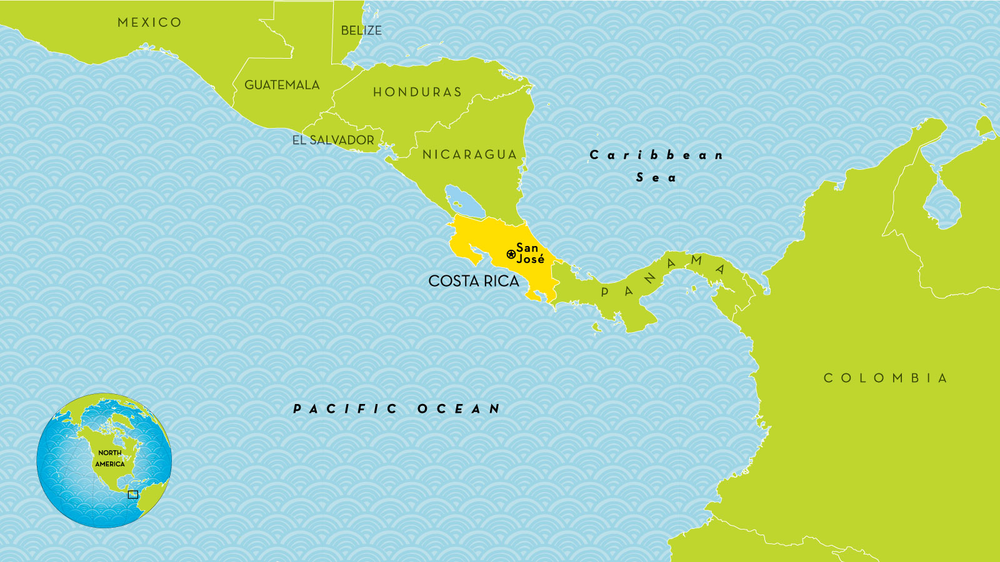 MEXICO
BELIZE
GUATEMALA
HONDURAS
EL SALVADOR
NICARAGUA
Caribbean
Sea
San
José
COSTA RICA
PANAMA
COLOMBIA
PACIFIC OCEAN
NORTH
AMERICA